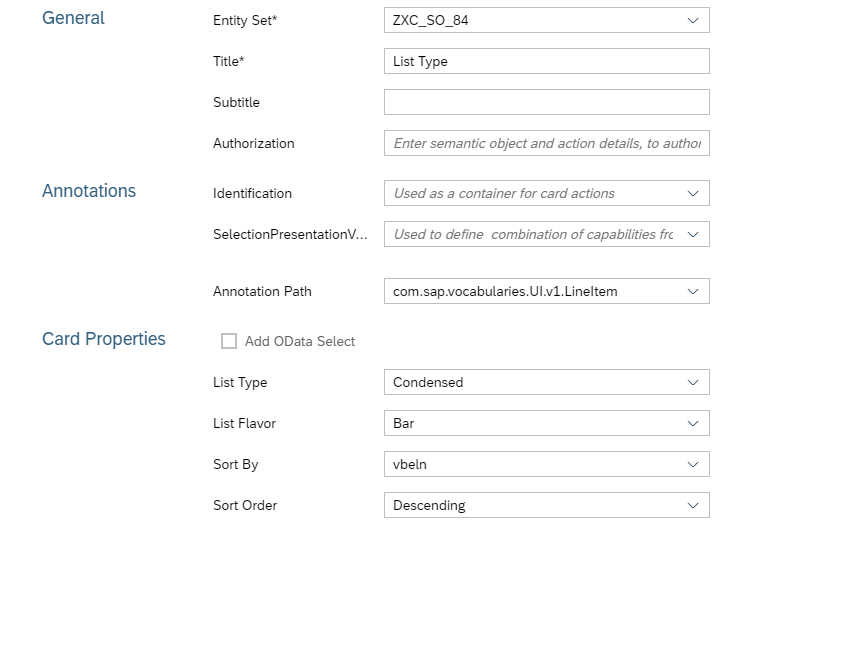 General
Entity Set*
ZXC_SO_84
Title*
List Type
Subtitle
Authorization
Enter semantic object and action details, to author
Annotations
Identification
Used as a container for card actions
SelectionPresentationV...
Used to define combination of capabilities frc
Annotation Path
com.sap.vocabularies.UI.v1.LineItem
Card Properties
Add OData Select
List Type
Condensed
List Flavor
Bar
Sort By
vbeln
Sort Order
Descending